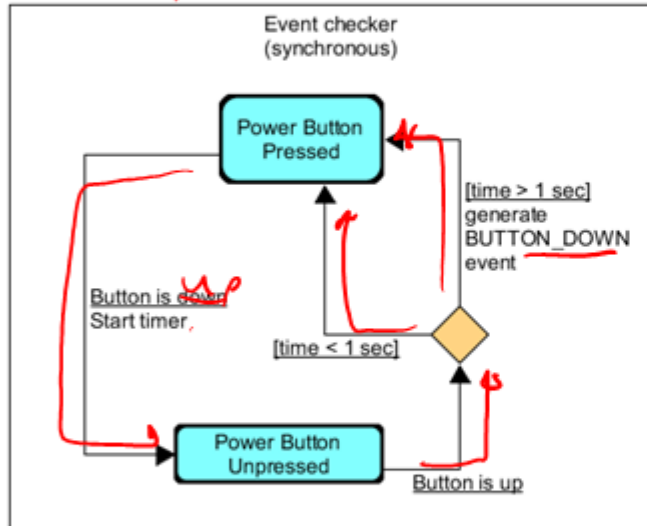 Event checker
(synchronous)
Power Button
Pressed
[time > 1 sec]
generate
BUTTON_DOWN
event
Button is down
up
Start timer
[time < 1 sec]
Power Button
Unpressed
Button is up